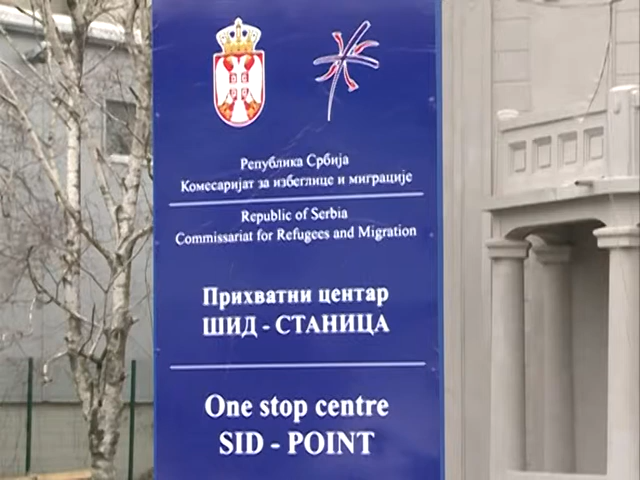 Република Србија
Комесаријат за избеглице и миграције
Republic of Serbia
Commissariat for Refugees and Migration
Прихватни центар
ШИД - СТАНИЦА
One stop centre
SID - POINT